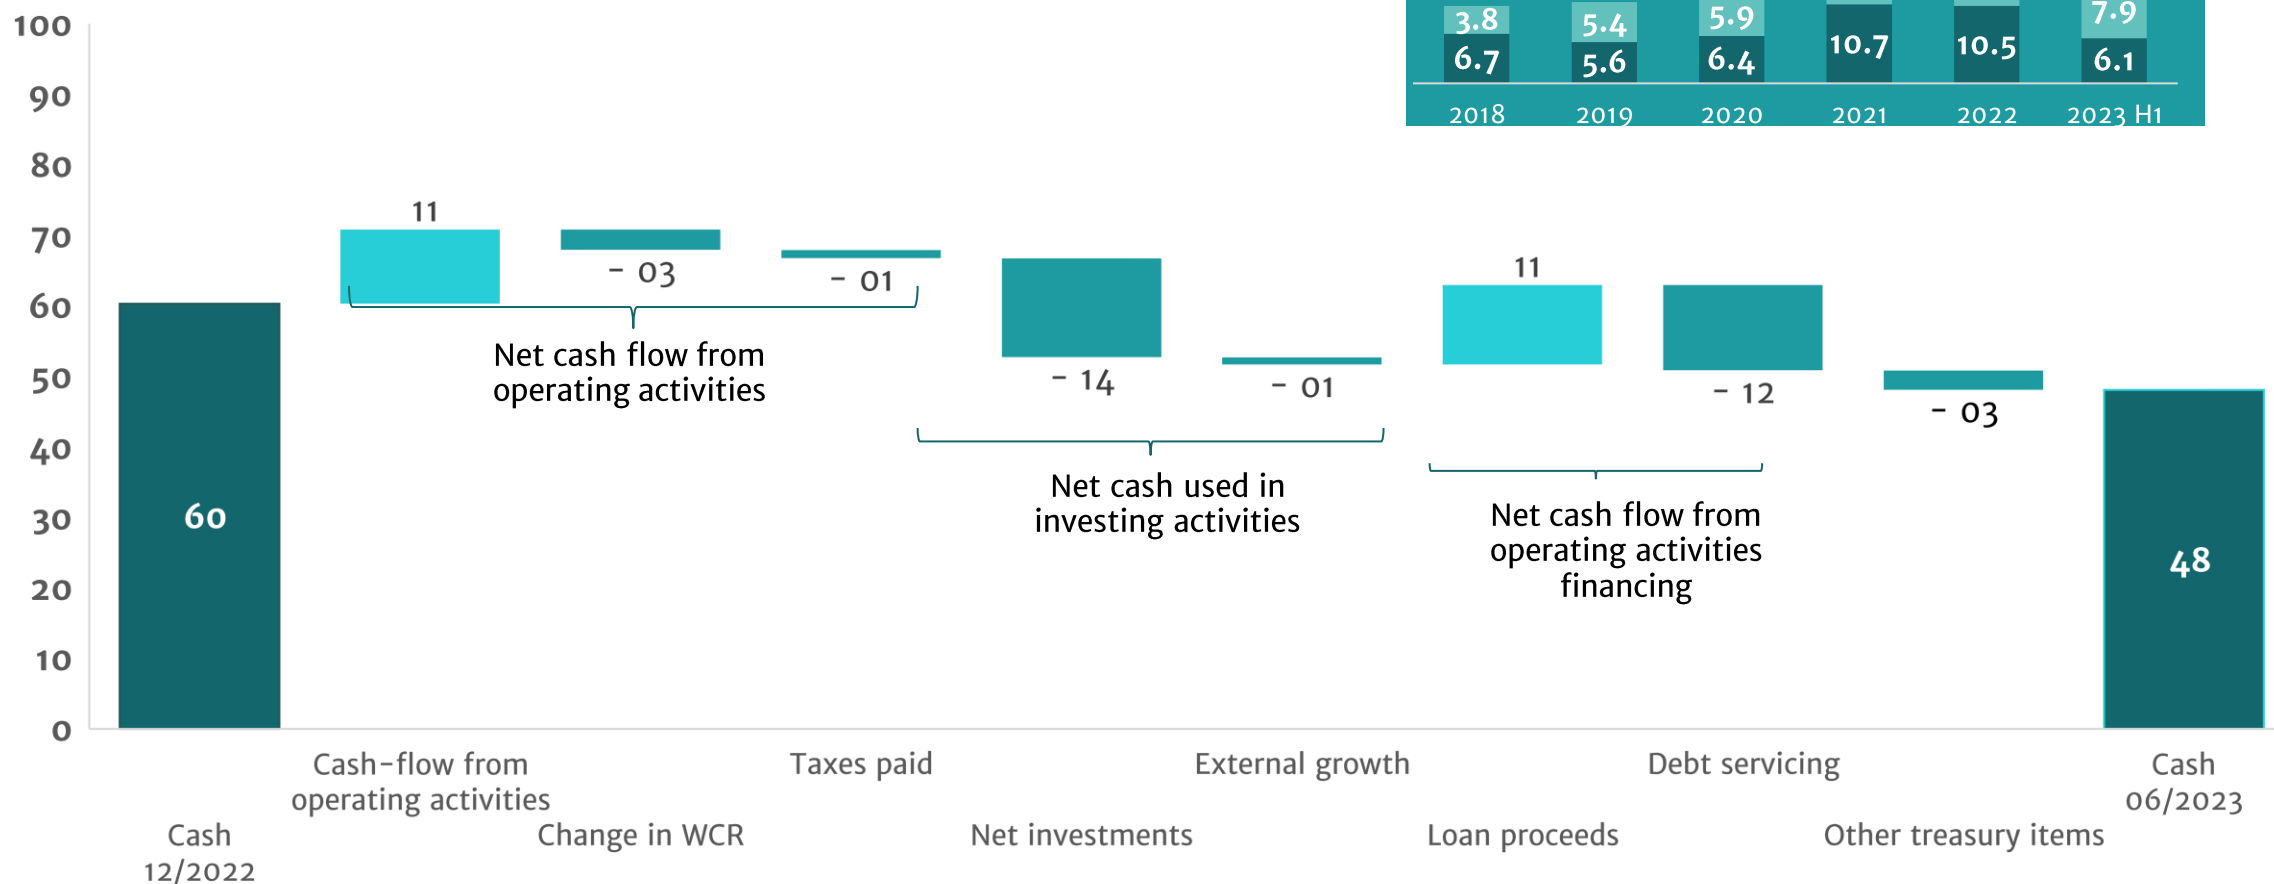 100
90
80
70
60
50
40
30
20
10
0
3.8 5.4 5.9 7.9
6.7 5.6 6.4 10.7 10.5 6.1
2018 2019 2020 2021 2022 2023 H1
11
- 03
- 01
- 14
- 01
11
- 12
- 03
60
48
Net cash flow from
operating activities
Net cash used in
investing activities
Net cash flow from
operating activities
financing
Cash
12/2022
Cash-flow from
operating activities
Change in WCR
Taxes paid
Net investments
External growth
Loan proceeds
Debt servicing
Other treasury items
Cash
06/2023